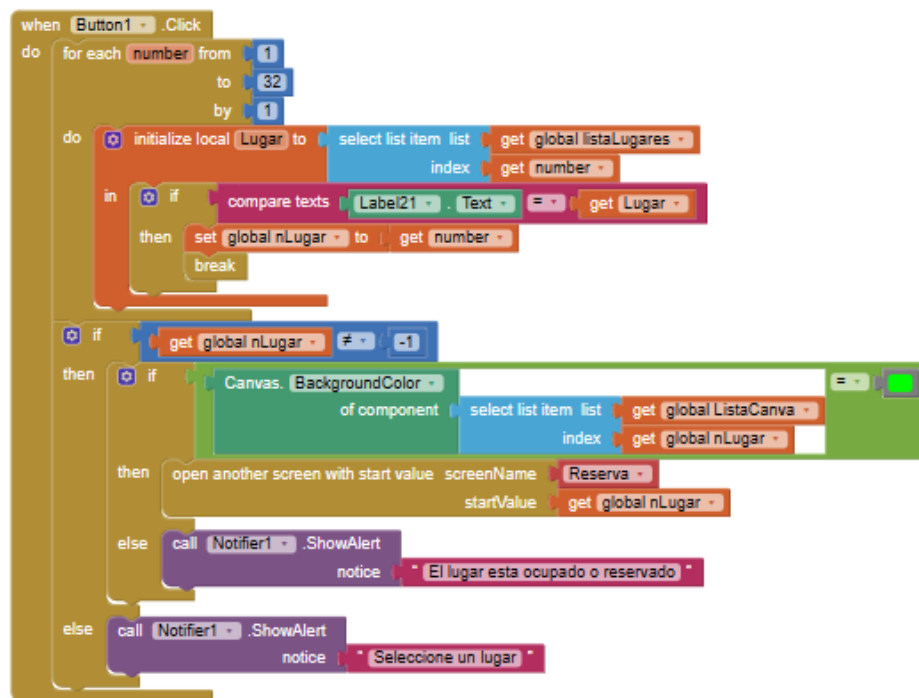 when Button1 .Click
do for each number from 1
to 32
by 1
do initialize local Lugar to select list item list get global listaLugares
index get number
in if compare texts Label21 . Text = get Lugar
then set global nLugar to get number
break
if get global nLugar ≠ -1
then if Canvas. BackgroundColor =
of component select list item list get global ListaCanva
index get global nLugar
then open another screen with start value screenName Reserva
startValue get global nLugar
else call Notifier1 .ShowAlert
notice " El lugar esta ocupado o reservado "
else call Notifier1 .ShowAlert
notice " Seleccione un lugar "